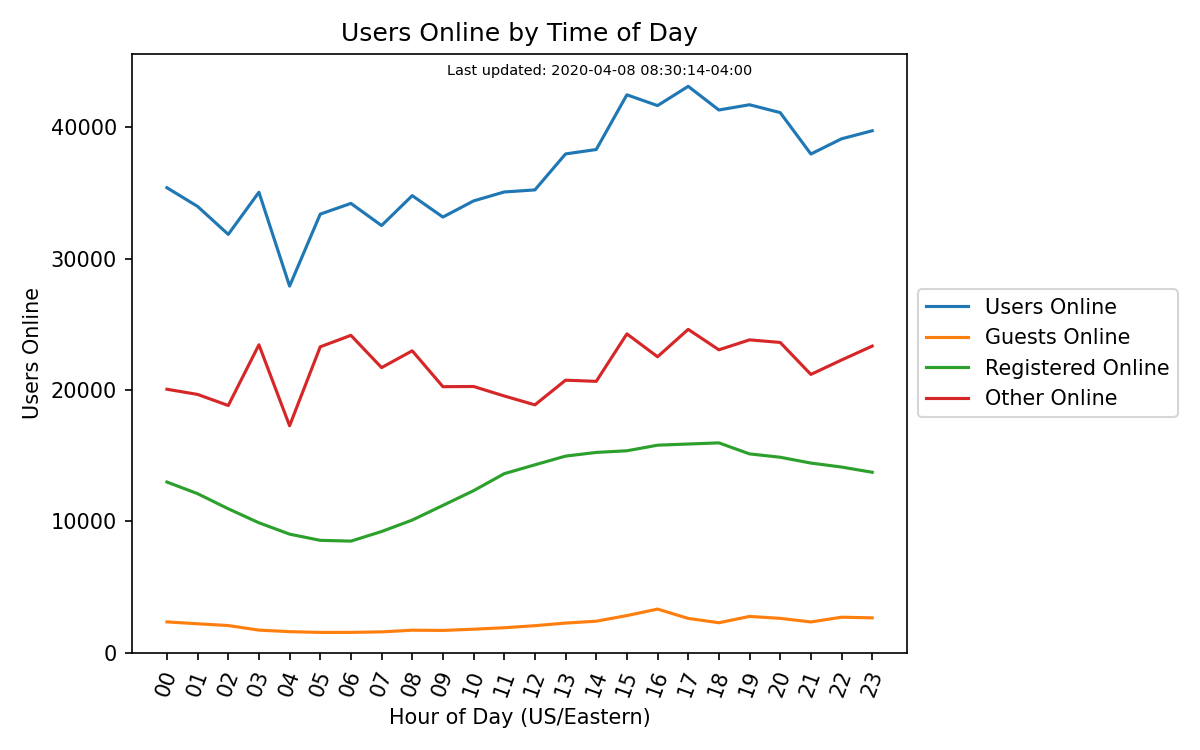 Users Online by Time of Day
Last updated: 2020-04-08 08:30:14-04:00
Users Online
40000
30000
20000
10000
0
00 01 02 03 04 05 06 07 08 09 10 11 12 13 14 15 16 17 18 19 20 21 22 23
Hour of Day (US/Eastern)
Users Online
Guests Online
Registered Online
Other Online